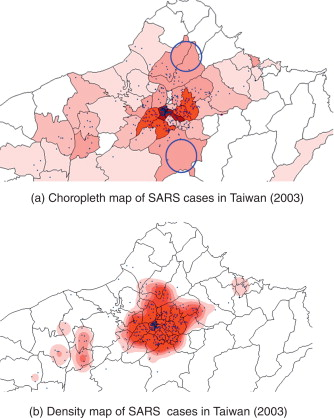 (a) Choropleth map of SARS cases in Taiwan (2003)
(b) Density map of SARS cases in Taiwan (2003)